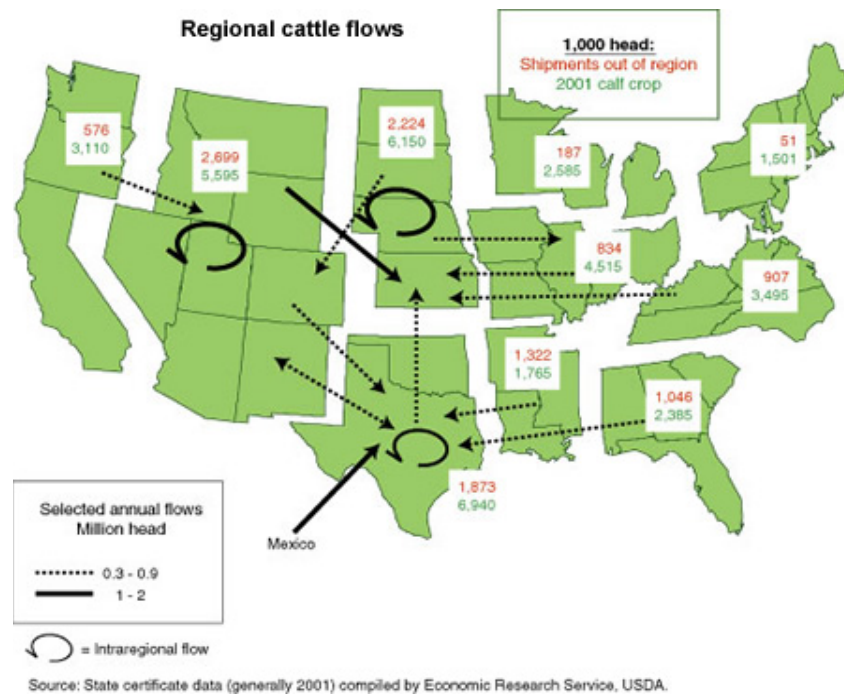 Regional cattle flows
1,000 head:
Shipments out of region
2001 calf crop
576
3,110
2,699
5,595
2,224
6,150
187
2,585
51
1,501
834
4,515
907
3,495
1,322
1,765
1,046
2,385
1,873
6,940
Mexico
Selected annual flows
Million head
0.3 - 0.9
1 - 2
= Intraregional flow
Source: State certificate data (generally 2001) compiled by Economic Research Service, USDA.